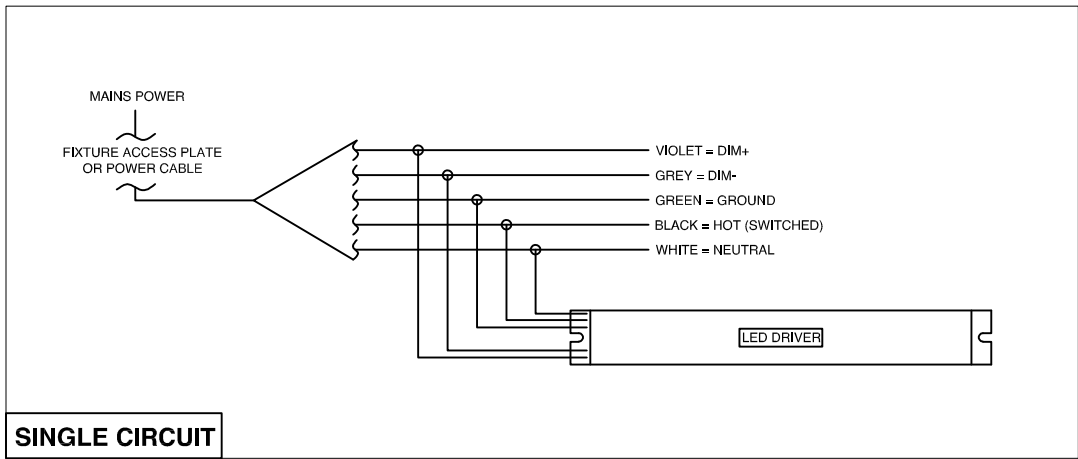 MAINS POWER
FIXTURE ACCESS PLATE
OR POWER CABLE
VIOLET = DIM+
GREY = DIM-
GREEN = GROUND
BLACK = HOT (SWITCHED)
WHITE = NEUTRAL
LED DRIVER
SINGLE CIRCUIT